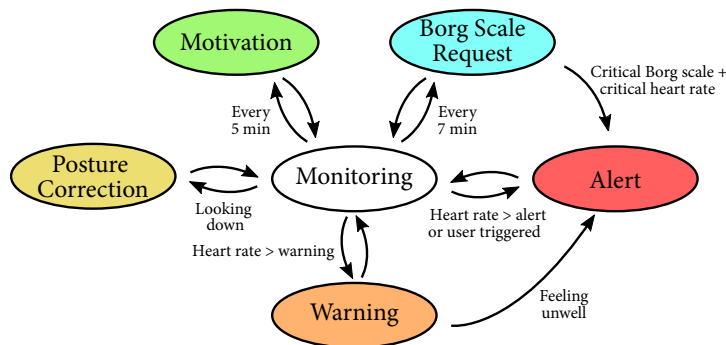 Motivation
Borg Scale
Request
Critical Borg scale +
critical heart rate
Every
5 min
Every
7 min
Posture
Correction
Monitoring
Alert
Looking
down
Heart rate > alert
or user triggered
Heart rate > warning
Warning
Feeling
unwell